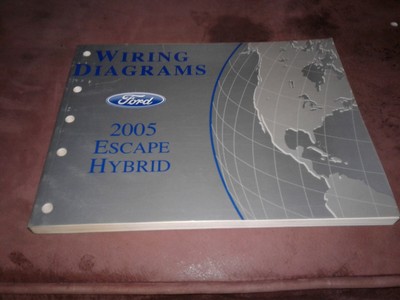 WIRING
DIAGRAMS
Ford
2005
ESCAPE
HYBRID